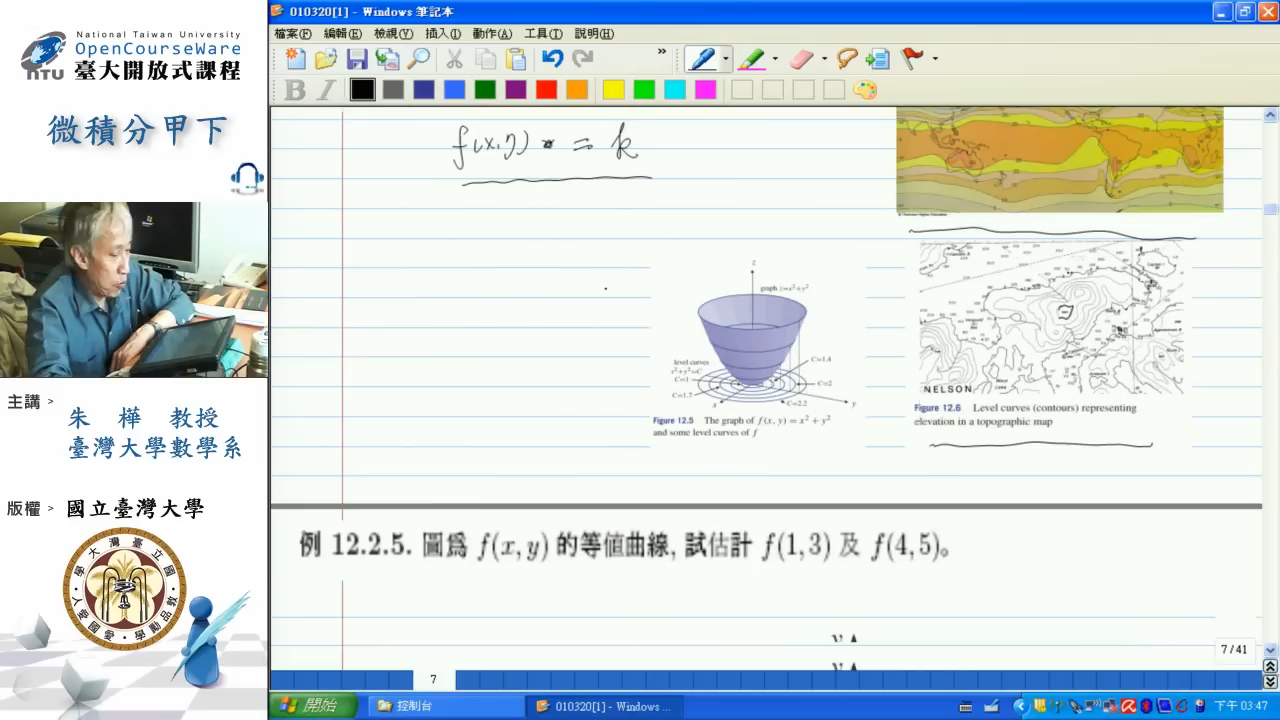 National Taiwan University
OpenCourseWare
NTU 臺大開放式課程
微積分甲下
主講 >
朱 樺 教授
臺灣大學數學系
版權 > 國立臺灣大學
010320[1] - Windows 筆記本
檔案(F) 編輯(E) 檢視(V) 插入(I) 動作(A) 工具(T) 說明(H)
B I
f(x,y) = k
z
graph z=x²+y²
level curves
x²+y²=C
C=1
C=1.7
C=1.4
C=2
C=2.2
x
y
Figure 12.5 The graph of f(x, y) = x² + y²
and some level curves of f
NELSON
Figure 12.6 Level curves (contours) representing
elevation in a topographic map
例 12.2.5. 圖為 f(x, y) 的等值曲線, 試估計 f(1, 3) 及 f(4, 5)。
y
y
7 / 41
7
開始
控制台
010320[1] - Windows ...
下午 03:47